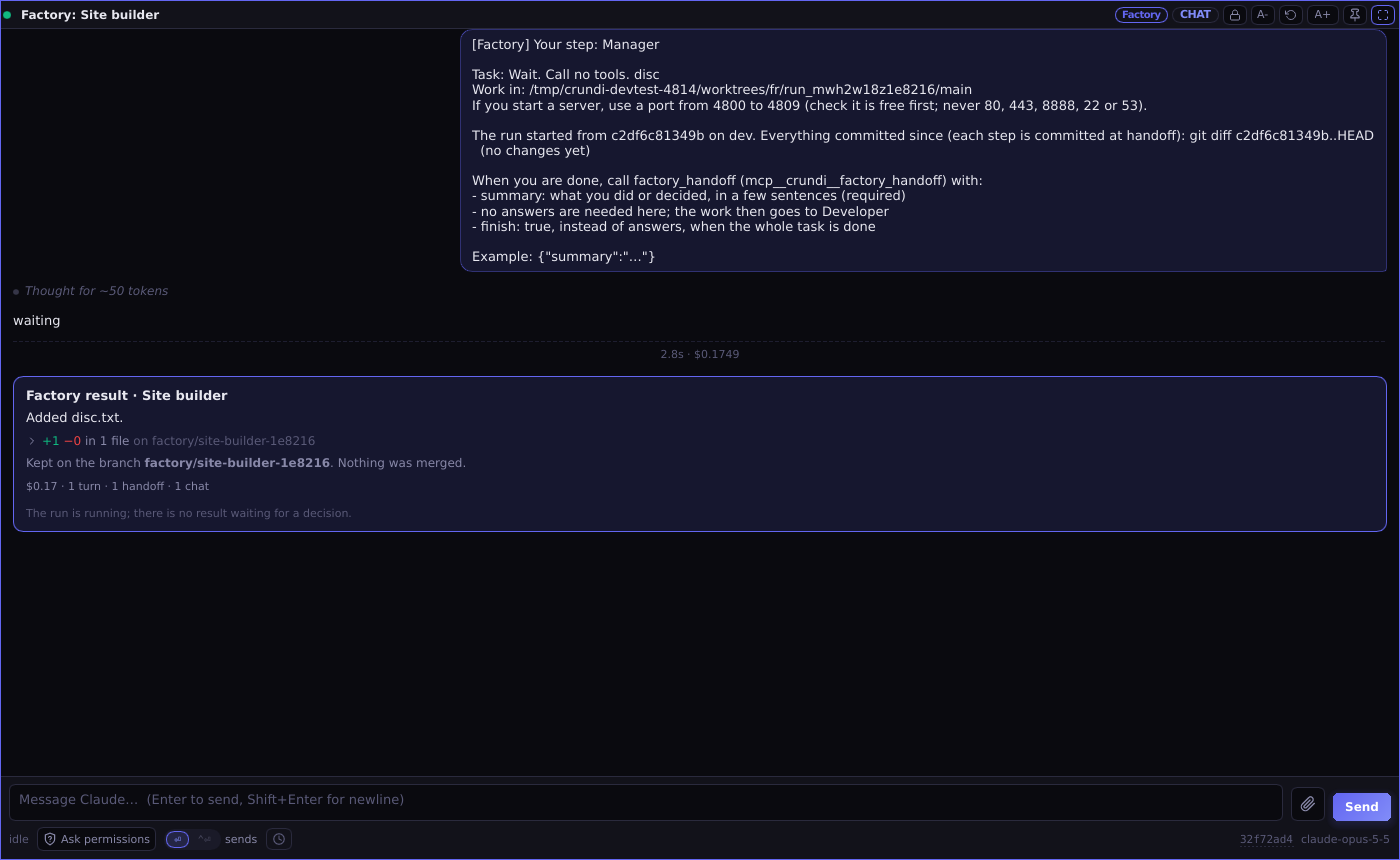 Factory: Site builder
Factory CHAT A- A+
[Factory] Your step: Manager
Task: Wait. Call no tools. disc
Work in: /tmp/crundi-devtest-4814/worktrees/fr/run_mwh2w18z1e8216/main
If you start a server, use a port from 4800 to 4809 (check it is free first; never 80, 443, 8888, 22 or 53).
The run started from c2df6c81349b on dev. Everything committed since (each step is committed at handoff): git diff c2df6c81349b..HEAD
(no changes yet)
When you are done, call factory_handoff (mcp__crundi__factory_handoff) with:
- summary: what you did or decided, in a few sentences (required)
- no answers are needed here; the work then goes to Developer
- finish: true, instead of answers, when the whole task is done
Example: {"summary":"…"}
Thought for ~50 tokens
waiting
2.8s · $0.1749
Factory result · Site builder
Added disc.txt.
+1 −0 in 1 file on factory/site-builder-1e8216
Kept on the branch factory/site-builder-1e8216. Nothing was merged.
$0.17 · 1 turn · 1 handoff · 1 chat
The run is running; there is no result waiting for a decision.
Message Claude… (Enter to send, Shift+Enter for newline)
Send
idle Ask permissions ⏎ ^⏎ sends 32f72ad4 claude-opus-5-5